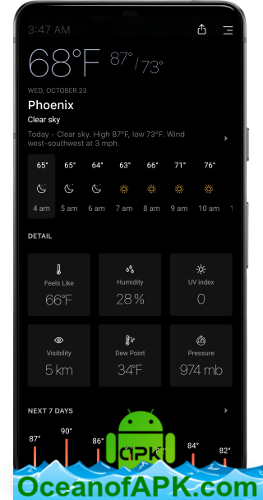 3:47 AM
68°F 87°/73°
WED, OCTOBER 23
Phoenix
Clear sky
Today - Clear sky. High 87°F, low 73°F. Wind
west-southwest at 3 mph.
65° 65° 64° 63° 66° 71° 76°
4 am 5 am 6 am 7 am 8 am 9 am 10 am
DETAIL
Feels Like Humidity UV index
66°F 28% 0
Visibility Dew Point Pressure
5 km 34°F 974 mb
NEXT 7 DAYS
87° 90° 86° 84° 82°
APK
OceanofAPK.com